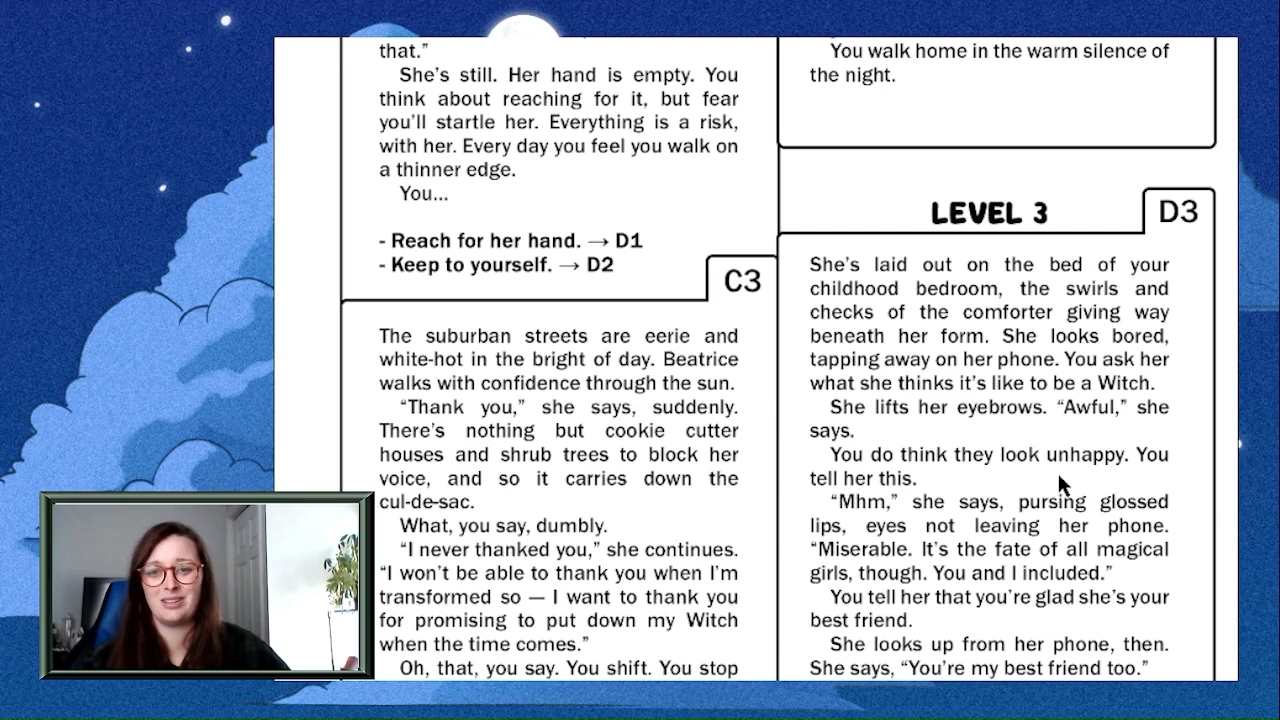 that.”
She’s still. Her hand is empty. You
think about reaching for it, but fear
you’ll startle her. Everything is a risk,
with her. Every day you feel you walk on
a thinner edge.
You...
- Reach for her hand. → D1
- Keep to yourself. → D2
C3
The suburban streets are eerie and
white-hot in the bright of day. Beatrice
walks with confidence through the sun.
“Thank you,” she says, suddenly.
There’s nothing but cookie cutter
houses and shrub trees to block her
voice, and so it carries down the
cul-de-sac.
What, you say, dumbly.
“I never thanked you,” she continues.
“I won’t be able to thank you when I’m
transformed so — I want to thank you
for promising to put down my Witch
when the time comes.”
Oh, that, you say. You shift. You stop
You walk home in the warm silence of
the night.
LEVEL 3
D3
She’s laid out on the bed of your
childhood bedroom, the swirls and
checks of the comforter giving way
beneath her form. She looks bored,
tapping away on her phone. You ask her
what she thinks it’s like to be a Witch.
She lifts her eyebrows. “Awful,” she
says.
You do think they look unhappy. You
tell her this.
“Mhm,” she says, pursing glossed
lips, eyes not leaving her phone.
“Miserable. It’s the fate of all magical
girls, though. You and I included.”
You tell her that you’re glad she’s your
best friend.
She looks up from her phone, then.
She says, “You’re my best friend too.”